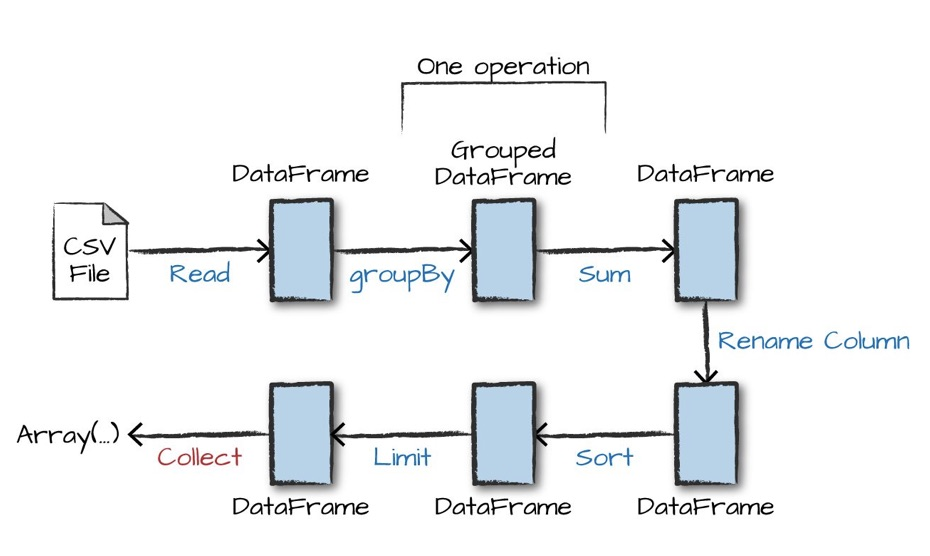 One operation
DataFrame
Grouped
DataFrame
DataFrame
CSV
File
Read
groupBy
Sum
Rename Column
Array(...)
Collect
Limit
Sort
DataFrame
DataFrame
DataFrame